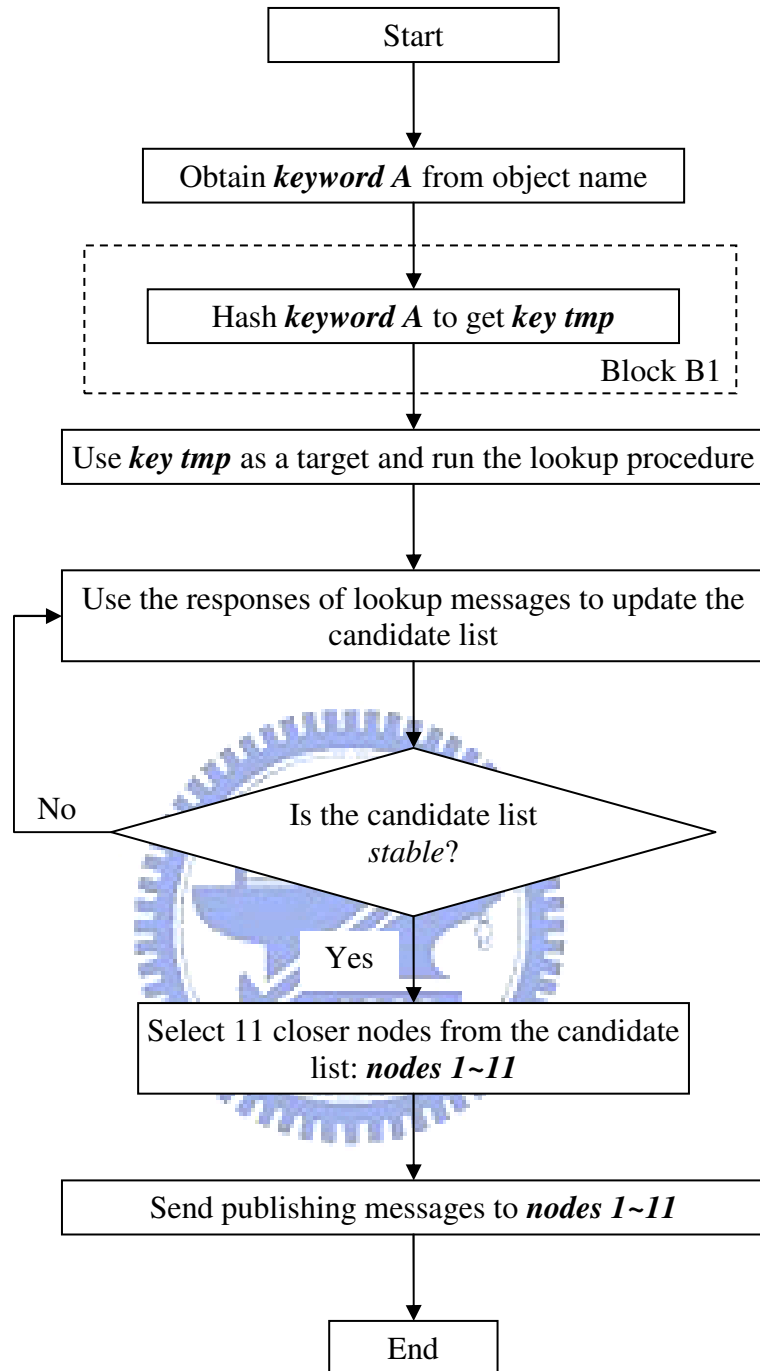 Start
Obtain keyword A from object name
Hash keyword A to get key tmp
Block B1
Use key tmp as a target and run the lookup procedure
Use the responses of lookup messages to update the
candidate list
No
Is the candidate list
stable?
Yes
Select 11 closer nodes from the candidate
list: nodes 1~11
Send publishing messages to nodes 1~11
End